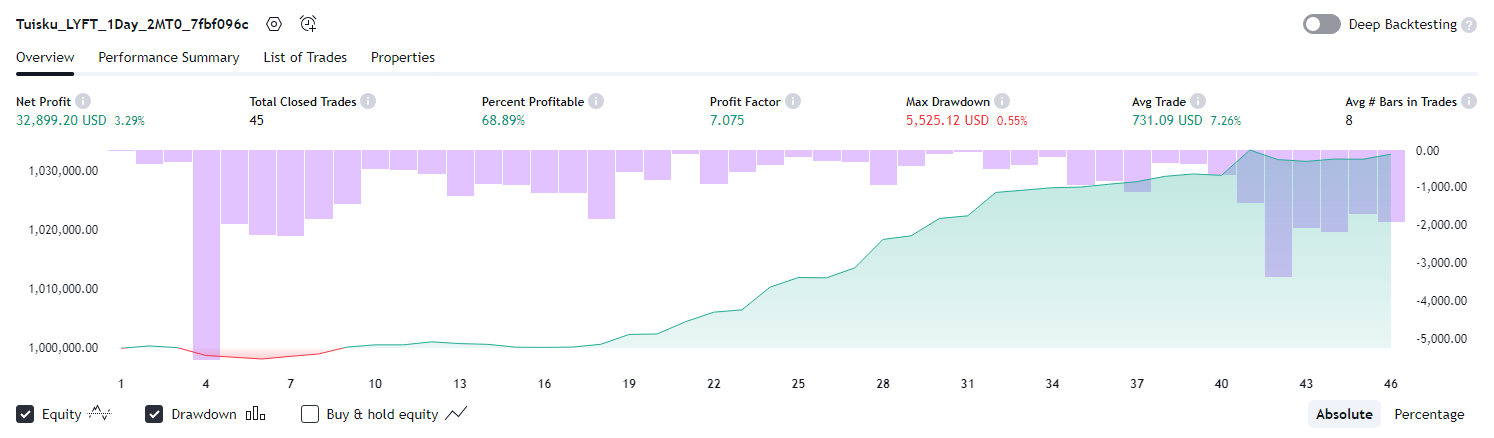 Tuisku_LYFT_1Day_2MT0_7fbf096c Deep Backtesting ?
Overview Performance Summary List of Trades Properties
Net Profit i Total Closed Trades i Percent Profitable i Profit Factor i Max Drawdown i Avg Trade i Avg # Bars in Trades i
32,899.20 USD 3.29% 45 68.89% 7.075 5,525.12 USD 0.55% 731.09 USD 7.26% 8
0.00
1,030,000.00
-1,000.00
-2,000.00
1,020,000.00
-3,000.00
1,010,000.00
-4,000.00
-5,000.00
1,000,000.00
1 4 7 10 13 16 19 22 25 28 31 34 37 40 43 46
Equity Drawdown Buy & hold equity Absolute Percentage